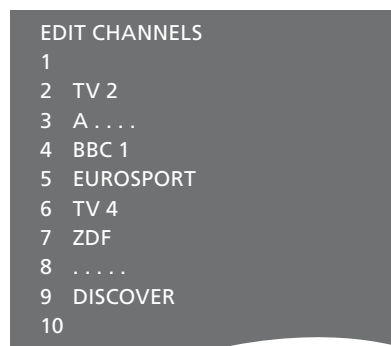 EDIT CHANNELS
1
2 TV 2
3 A . . . .
4 BBC 1
5 EUROSPORT
6 TV 4
7 ZDF
8 . . . . .
9 DISCOVER
10